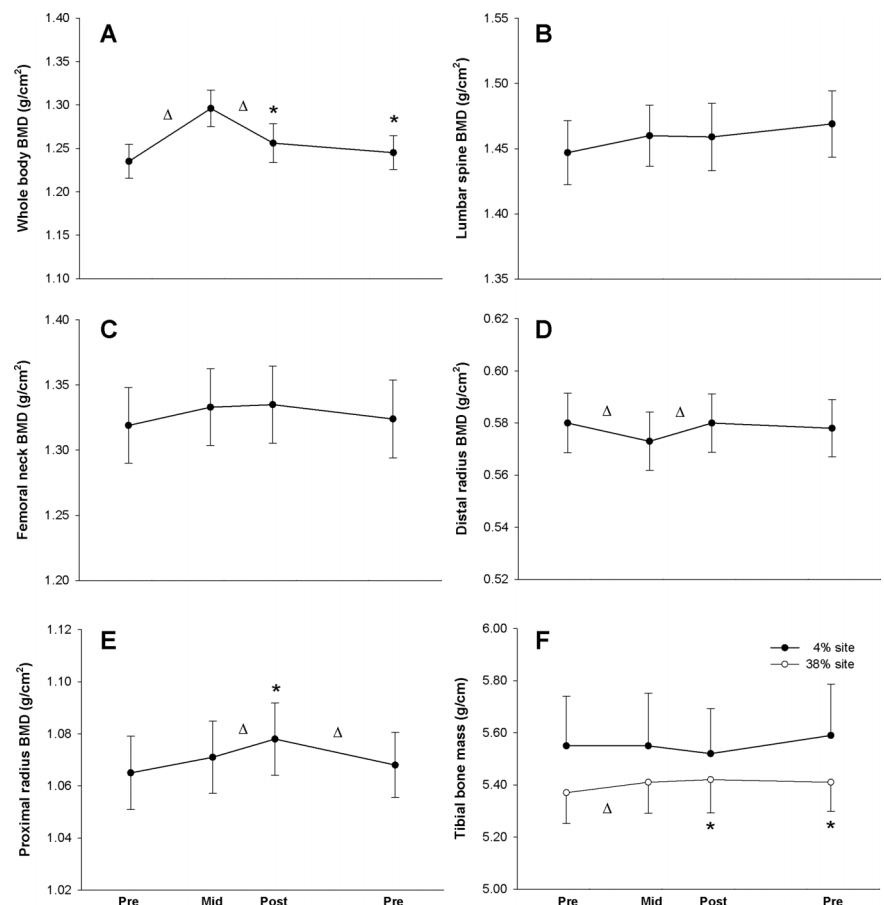 A
Whole body BMD (g/cm²)
1.40
1.35
1.30
1.25
1.20
1.15
1.10
Δ
Δ
*
*
B
Lumbar spine BMD (g/cm²)
1.55
1.50
1.45
1.40
1.35
C
Femoral neck BMD (g/cm²)
1.40
1.35
1.30
1.25
1.20
D
Distal radius BMD (g/cm²)
0.62
0.60
0.58
0.56
0.54
0.52
Δ
Δ
E
Proximal radius BMD (g/cm²)
1.12
1.10
1.08
1.06
1.04
1.02
Δ
*
Δ
Pre
Mid
Post
Pre
F
Tibial bone mass (g/cm)
6.00
5.80
5.60
5.40
5.20
5.00
4% site
38% site
Δ
*
*
Pre
Mid
Post
Pre